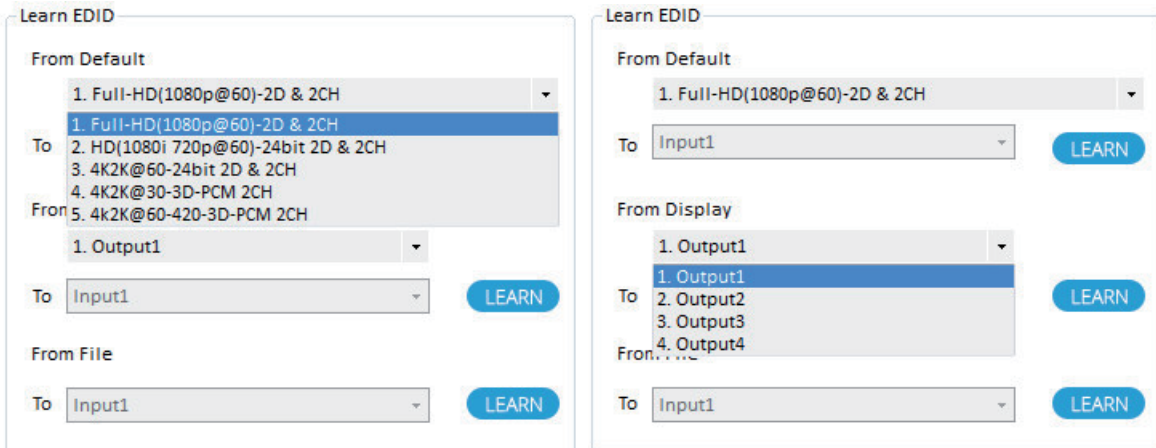 Learn EDID
From Default
1. Full-HD(1080p@60)-2D & 2CH
1. Full-HD(1080p@60)-2D & 2CH
To
2. HD(1080i 720p@60)-24bit 2D & 2CH
3. 4K2K@60-24bit 2D & 2CH
4. 4K2K@30-3D-PCM 2CH
5. 4k2K@60-420-3D-PCM 2CH
1. Output1
To Input1 LEARN
From File
To Input1 LEARN
Learn EDID
From Default
1. Full-HD(1080p@60)-2D & 2CH
To Input1 LEARN
From Display
1. Output1
1. Output1
To 2. Output2 LEARN
3. Output3
4. Output4
To Input1 LEARN